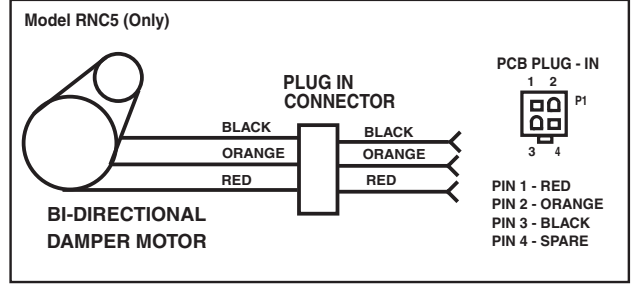 Model RNC5 (Only)
PLUG IN
CONNECTOR
BLACK
ORANGE
RED
BLACK
ORANGE
RED
BI-DIRECTIONAL
DAMPER MOTOR
PCB PLUG - IN
1 2
P1
3 4
PIN 1 - RED
PIN 2 - ORANGE
PIN 3 - BLACK
PIN 4 - SPARE